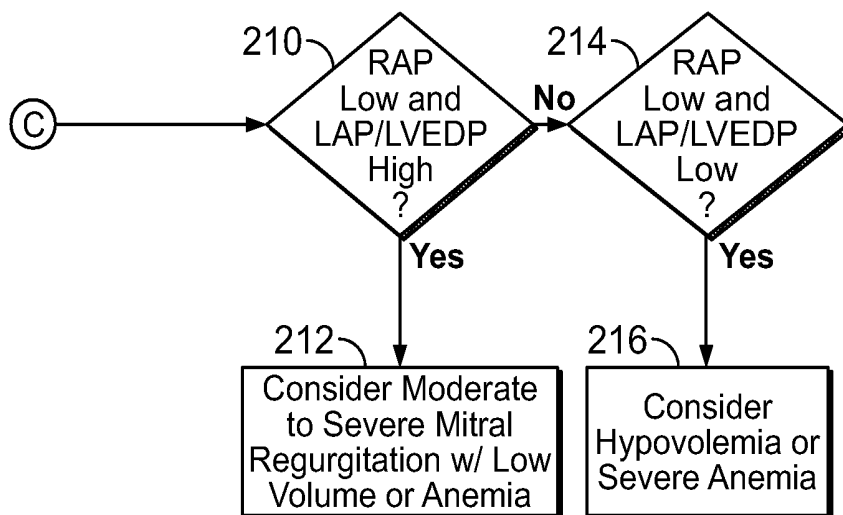 210
RAP
Low and
LAP/LVEDP
High
?
No
214
RAP
Low and
LAP/LVEDP
Low
?
C
Yes
Yes
212
Consider Moderate
to Severe Mitral
Regurgitation w/ Low
Volume or Anemia
216
Consider
Hypovolemia or
Severe Anemia